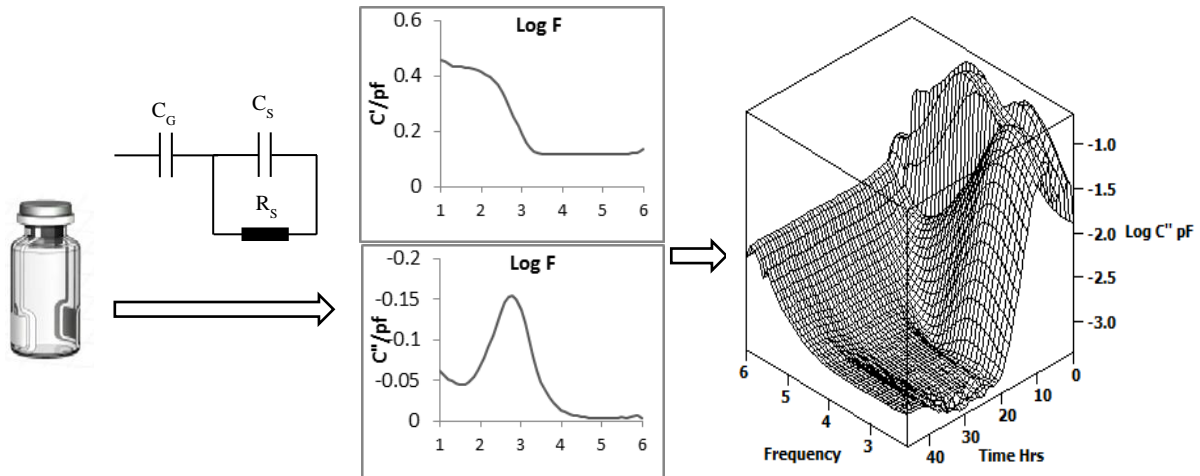 C_G
C_S
R_S
Log F
C'/pf
0.6
0.4
0.2
0
1 2 3 4 5 6
Log F
C"/pf
-0.2
-0.15
-0.1
-0.05
0
1 2 3 4 5 6
-1.0
-1.5
-2.0
-2.5
-3.0
Log C" pF
6
5
4
3
Frequency
40
30
20
10
0
Time Hrs